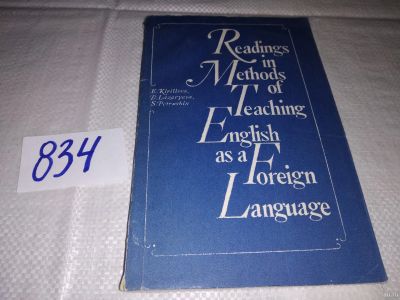 Readings
in
Methods
of
Teaching
English
as a
Foreign
Language
E. Kirillova
B. Lazaryeva
S. Petrushin
834